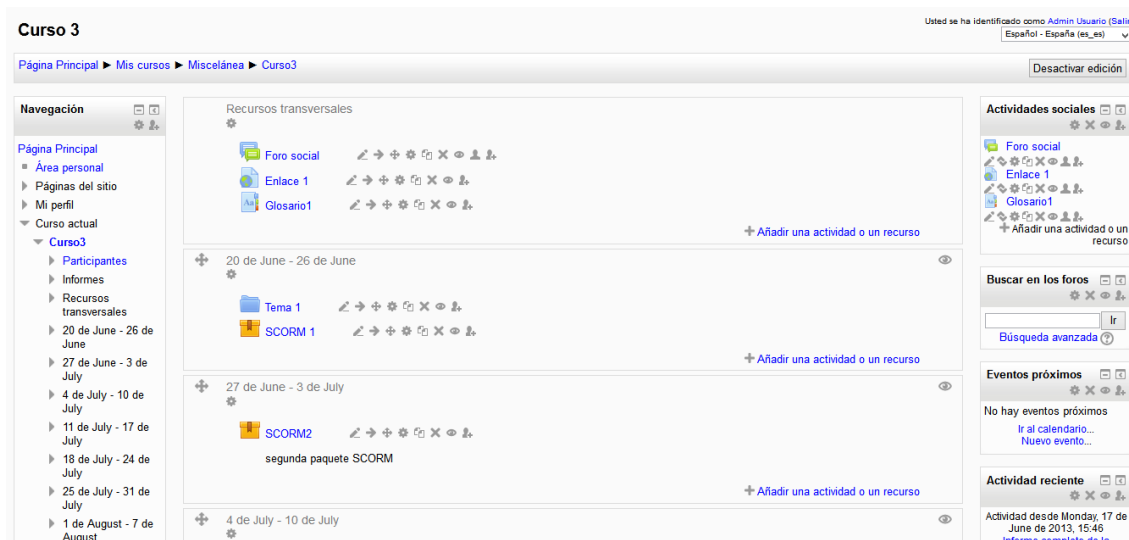 Curso 3
Usted se ha identificado como Admin Usuario (Sali
Español - España (es_es)
Página Principal ► Mis cursos ► Miscelánea ► Curso3
Desactivar edición
Navegación
Página Principal
Área personal
Páginas del sitio
Mi perfil
Curso actual
Curso3
Participantes
Informes
Recursos
transversales
20 de June - 26 de
June
27 de June - 3 de
July
4 de July - 10 de
July
11 de July - 17 de
July
18 de July - 24 de
July
25 de July - 31 de
July
1 de August - 7 de
August
Recursos transversales
Foro social
Enlace 1
Glosario1
Añadir una actividad o un recurso
20 de June - 26 de June
Tema 1
SCORM 1
Añadir una actividad o un recurso
27 de June - 3 de July
SCORM2
segunda paquete SCORM
Añadir una actividad o un recurso
4 de July - 10 de July
Actividades sociales
Foro social
Enlace 1
Glosario1
Añadir una actividad o un
recurso
Buscar en los foros
Ir
Búsqueda avanzada
Eventos próximos
No hay eventos próximos
Ir al calendario...
Nuevo evento...
Actividad reciente
Actividad desde Monday, 17 de
June de 2013, 15:46
Informe completo de la